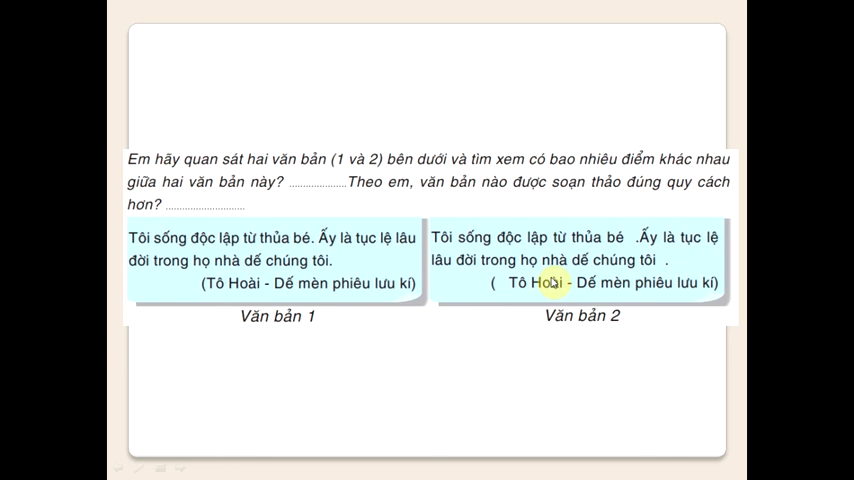 Em hãy quan sát hai văn bản (1 và 2) bên dưới và tìm xem có bao nhiêu điểm khác nhau
giữa hai văn bản này? .....................Theo em, văn bản nào được soạn thảo đúng quy cách
hơn? .............................
Tôi sống độc lập từ thủa bé. Ấy là tục lệ lâu
đời trong họ nhà dế chúng tôi.
(Tô Hoài - Dế mèn phiêu lưu kí)
Văn bản 1
Tôi sống độc lập từ thủa bé  .Ấy là tục lệ
lâu đời trong họ nhà dế chúng tôi  .
(   Tô Hoài - Dế mèn phiêu lưu kí)
Văn bản 2